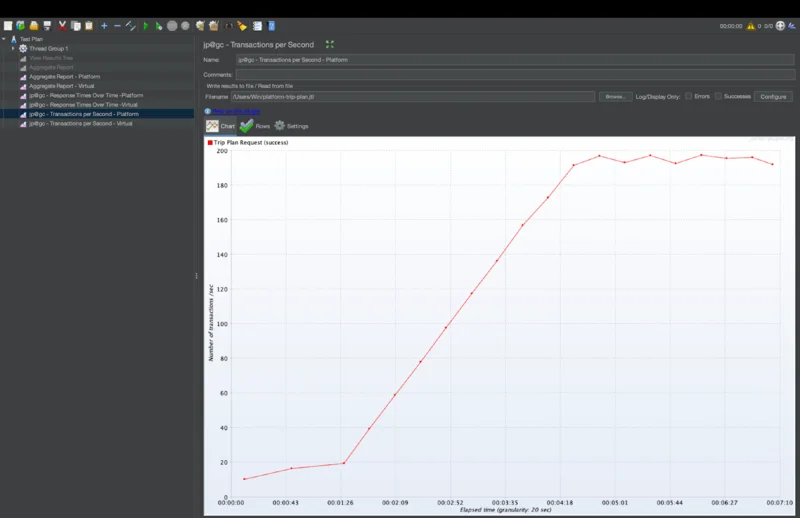 00:00:00
0
0/0
Test Plan
Thread Group 1
View Results Tree
Aggregate Report
Aggregate Report - Platform
Aggregate Report - Virtual
jp@gc - Response Times Over Time -Platform
jp@gc - Response Times Over Time -Virtual
jp@gc - Transactions per Second - Platform
jp@gc - Transactions per Second - Virtual
jp@gc - Transactions per Second
Name: jp@gc - Transactions per Second - Platform
Comments:
Write results to file / Read from file
Filename /Users/Win/platform-trip-plan.jtl Browse... Log/Display Only: Errors Successes Configure
Chart Rows Settings
Trip Plan Request (success)
200
180
160
140
120
100
80
60
40
20
0
Number of transactions /sec
00:00:00 00:00:43 00:01:26 00:02:09 00:02:52 00:03:35 00:04:18 00:05:01 00:05:44 00:06:27 00:07:10
Elapsed time (granularity: 20 sec)